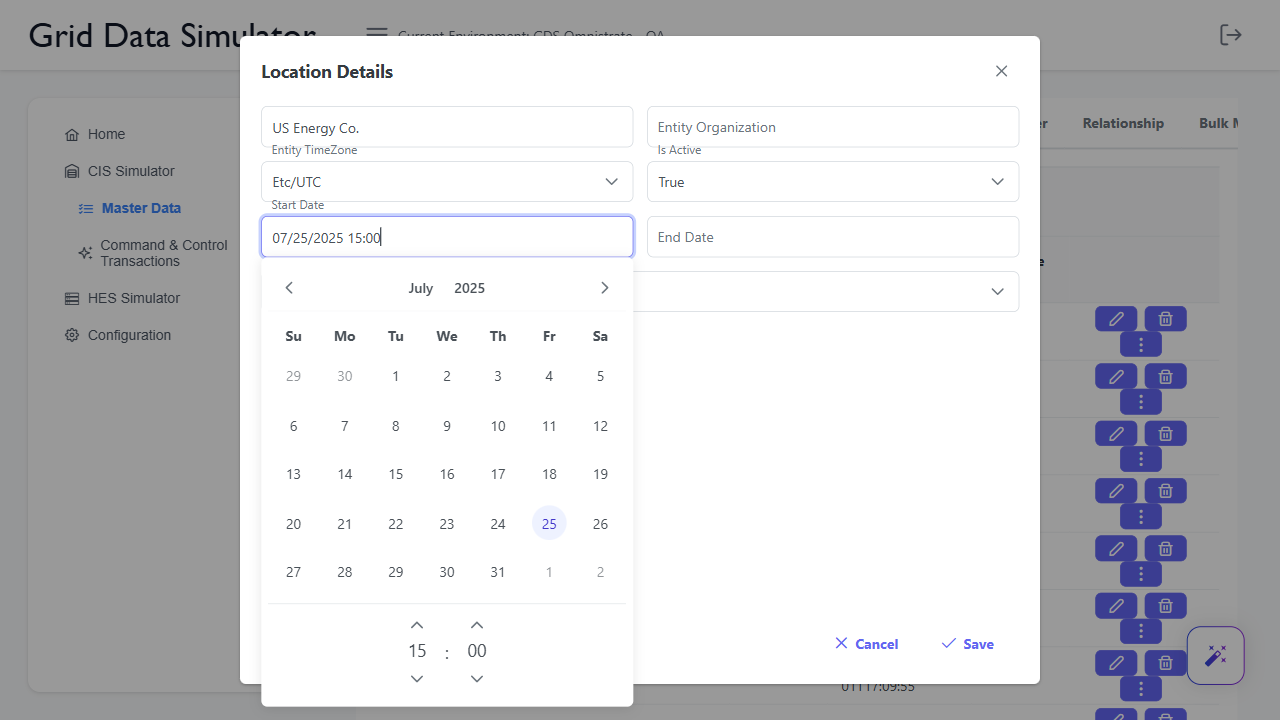 Grid Data Simulator
Current Environment: GDS Omnistrate - QA
Location Details
Home
CIS Simulator
Master Data
Command & Control
Transactions
HES Simulator
Configuration
Relationship
Bulk
US Energy Co.
Entity Organization
Entity TimeZone
Is Active
Etc/UTC
True
Start Date
07/25/2025 15:00
End Date
July 2025
Su Mo Tu We Th Fr Sa
29 30 1 2 3 4 5
6 7 8 9 10 11 12
13 14 15 16 17 18 19
20 21 22 23 24 25 26
27 28 29 30 31 1 2
15 : 00
Cancel
Save